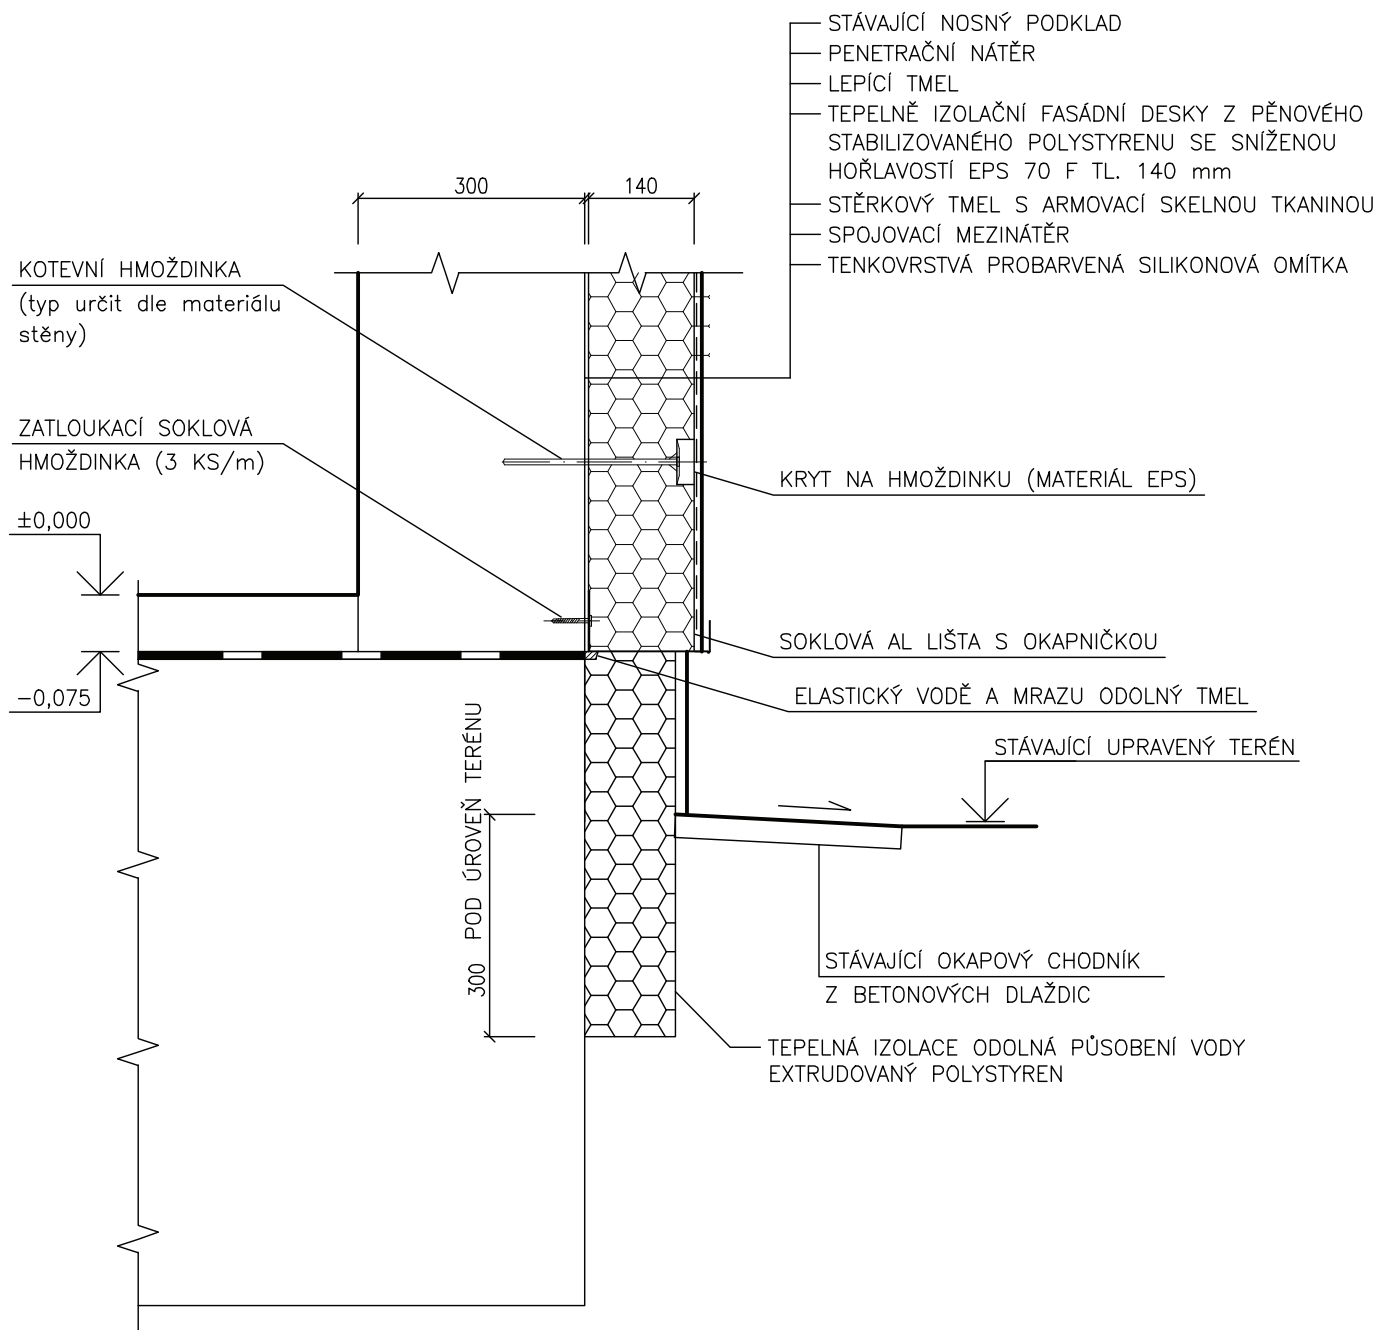 STÁVAJÍCÍ NOSNÝ PODKLAD
PENETRAČNÍ NÁTĚR
LEPÍCÍ TMEL
TEPELNĚ IZOLAČNÍ FASÁDNÍ DESKY Z PĚNOVÉHO
STABILIZOVANÉHO POLYSTYRENU SE SNÍŽENOU
HOŘLAVOSTÍ EPS 70 F TL. 140 mm
STĚRKOVÝ TMEL S ARMOVACÍ SKELNOU TKANINOU
SPOJOVACÍ MEZINÁTĚR
TENKOVRSTVÁ PROBARVENÁ SILIKONOVÁ OMÍTKA
300
140
KOTEVNÍ HMOŽDINKA
(typ určit dle materiálu
stěny)
ZATLOUKACÍ SOKLOVÁ
HMOŽDINKA (3 KS/m)
KRYT NA HMOŽDINKU (MATERIÁL EPS)
±0,000
SOKLOVÁ AL LIŠTA S OKAPNIČKOU
-0,075
ELASTICKÝ VODĚ A MRAZU ODOLNÝ TMEL
STÁVAJÍCÍ UPRAVENÝ TERÉN
300 POD ÚROVEŇ TERÉNU
STÁVAJÍCÍ OKAPOVÝ CHODNÍK
Z BETONOVÝCH DLAŽDIC
TEPELNÁ IZOLACE ODOLNÁ PŮSOBENÍ VODY
EXTRUDOVANÝ POLYSTYREN